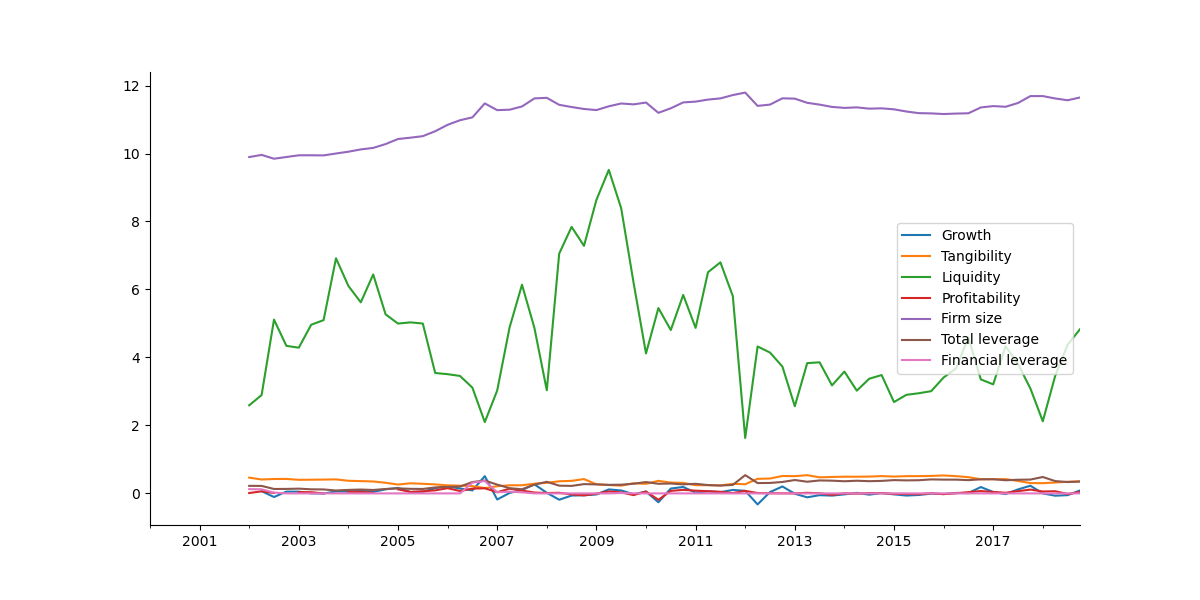 12
10
8
6
4
2
0
2001 2003 2005 2007 2009 2011 2013 2015 2017
Growth
Tangibility
Liquidity
Profitability
Firm size
Total leverage
Financial leverage